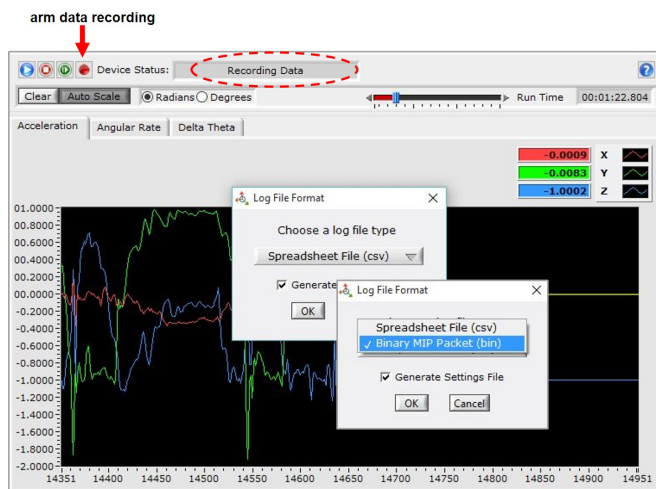 arm data recording
Device Status: Recording Data
Clear Auto Scale Radians Degrees Run Time 00:01:22.804
Acceleration Angular Rate Delta Theta
-0.0009 X
-0.0083 Y
-1.0002 Z
Log File Format
Choose a log file type
Spreadsheet File (csv)
Generate
OK
Log File Format
Spreadsheet File (csv)
Binary MIP Packet (bin)
Generate Settings File
OK Cancel
01.0000
00.8000
00.6000
00.4000
00.2000
00.0000
-0.2000
-0.4000
-0.6000
-0.8000
-1.0000
-1.2000
-1.4000
-1.6000
-1.8000
-2.0000
14351 14400 14450 14500 14550 14600 14650 14700 14750 14800 14850 14900 14951